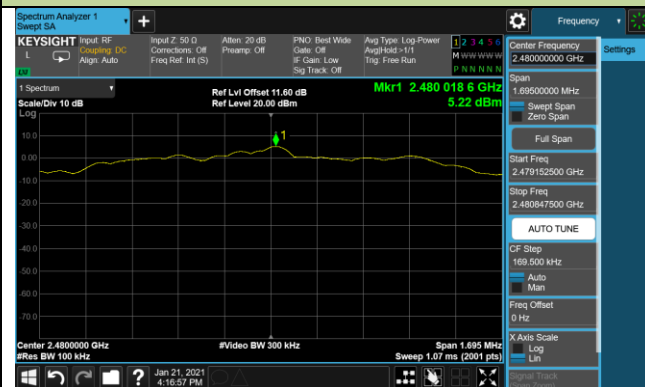 Spectrum Analyzer 1
Swept SA
+
Frequency
KEYSIGHT
L
Input: RF
Coupling: DC
Align: Auto
Input Z: 50 Ω
Corrections: Off
Freq Ref: Int (S)
Atten: 20 dB
Preamp: Off
PNO: Best Wide
Gate: Off
IF Gain: Low
Sig Track: Off
Avg Type: Log-Power
Avg|Hold:>1/1
Trig: Free Run
1 2 3 4 5 6
M W W W W W
P N N N N N
1 Spectrum
Scale/Div 10 dB
Log
Ref Lvl Offset 11.60 dB
Ref Level 20.00 dBm
Mkr1 2.480 018 6 GHz
5.22 dBm
1
10.0
0.00
-10.0
-20.0
-30.0
-40.0
-50.0
-60.0
-70.0
Center 2.4800000 GHz
#Res BW 100 kHz
#Video BW 300 kHz
Span 1.695 MHz
Sweep 1.07 ms (2001 pts)
Jan 21, 2021
4:16:57 PM
Center Frequency
2.480000000 GHz
Settings
Span
1.69500000 MHz
Swept Span
Zero Span
Full Span
Start Freq
2.479152500 GHz
Stop Freq
2.480847500 GHz
AUTO TUNE
CF Step
169.500 kHz
Auto
Man
Freq Offset
0 Hz
X Axis Scale
Log
Lin
Signal Track